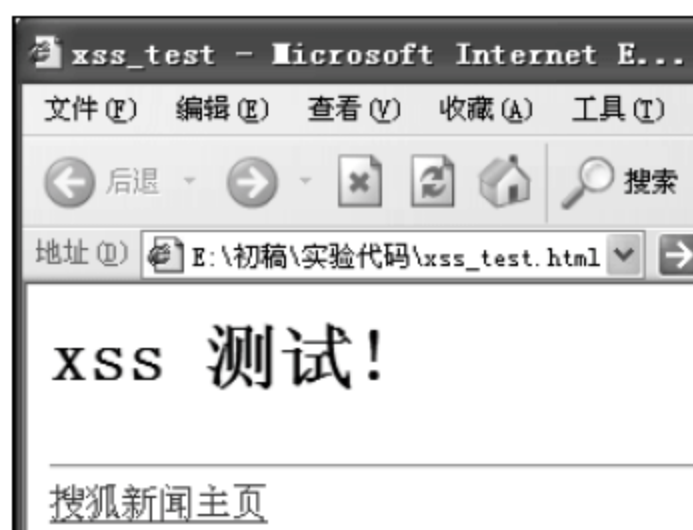 xss_test - Microsoft Internet E...
文件(F) 编辑(E) 查看(V) 收藏(A) 工具(T)
后退 搜索
地址(D) E:\初稿\实验代码\xss_test.html
xss 测试!
搜狐新闻主页